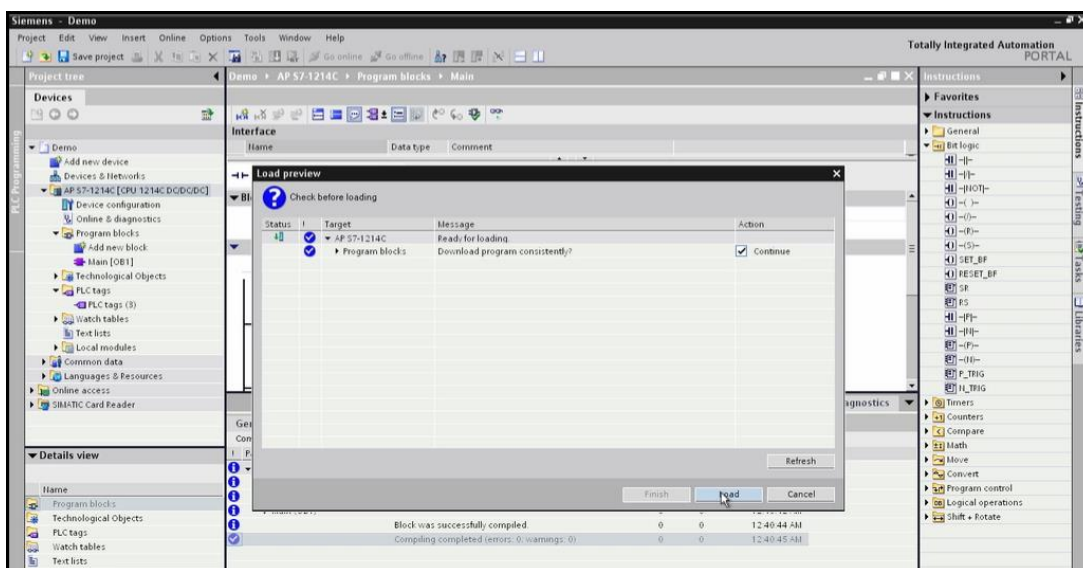 Siemens - Demo
Project Edit View Insert Online Options Tools Window Help
Totally Integrated Automation
PORTAL
Save project Go online Go offline
Project tree
Demo AP S7-1214C Program blocks Main
Instructions
Devices
Favorites
Instructions
Interface
Name Data type Comment
PLC Programming
Demo
Add new device
Devices & Networks
AP S7-1214C [CPU 1214C DC/DC/DC]
Device configuration
Online & diagnostics
Program blocks
Add new block
Main [OB1]
Technological Objects
PLC tags
PLC tags (3)
Watch tables
Text lists
Local modules
Common data
Languages & Resources
Online access
SIMATIC Card Reader
Details view
Name
Program blocks
Technological Objects
PLC tags
Watch tables
Text lists
Load preview
Check before loading
Status ! Target Message Action
AP S7-1214C Ready for loading.
Program blocks Download program consistently? Continue
Refresh
Finish Load Cancel
Block was successfully compiled. 0 0 12:40:44 AM
Compiling completed (errors: 0; warnings: 0) 0 0 12:40:45 AM
General
Bit logic
-| |-
-|/|-
-|NOT|-
-( )-
-(/)-
-(R)-
-(S)-
SET_BF
RESET_BF
SR
RS
-|P|-
-|N|-
-(P)-
-(N)-
P_TRIG
N_TRIG
Timers
Counters
Compare
Math
Move
Convert
Program control
Logical operations
Shift + Rotate
Instructions
Testing
Tasks
Libraries